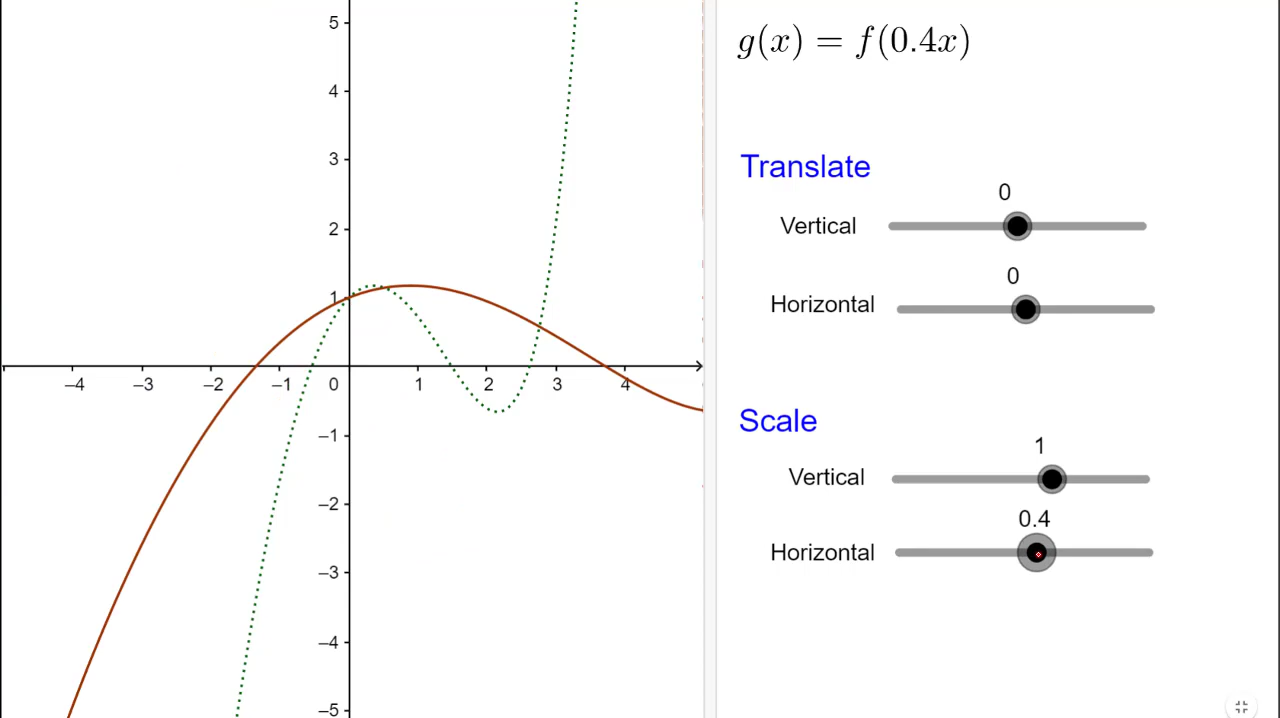 g(x) = f(0.4x)
5
4
3
2
1
–4 –3 –2 –1 0 1 2 3 4
–1
–2
–3
–4
–5
Translate
0
Vertical
0
Horizontal
Scale
1
Vertical
0.4
Horizontal